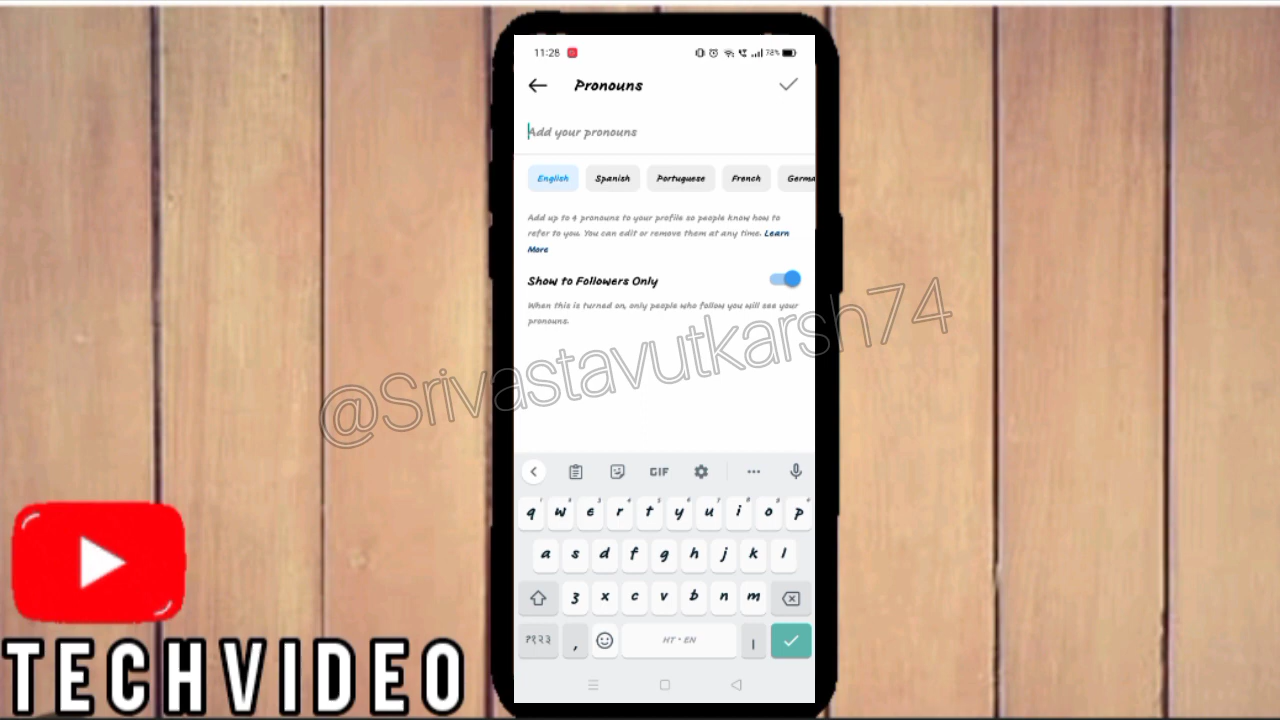 11:28
78%
Pronouns
Add your pronouns
English Spanish Portuguese French Germa
Add up to 4 pronouns to your profile so people know how to
refer to you. You can edit or remove them at any time. Learn
More
Show to Followers Only
When this is turned on, only people who follow you will see your
pronouns.
@Srivastavutkarsh74
GIF
q w e r t y u i o p
a s d f g h j k l
z x c v b n m
?१२३ , HT • EN |
TECHVIDEO